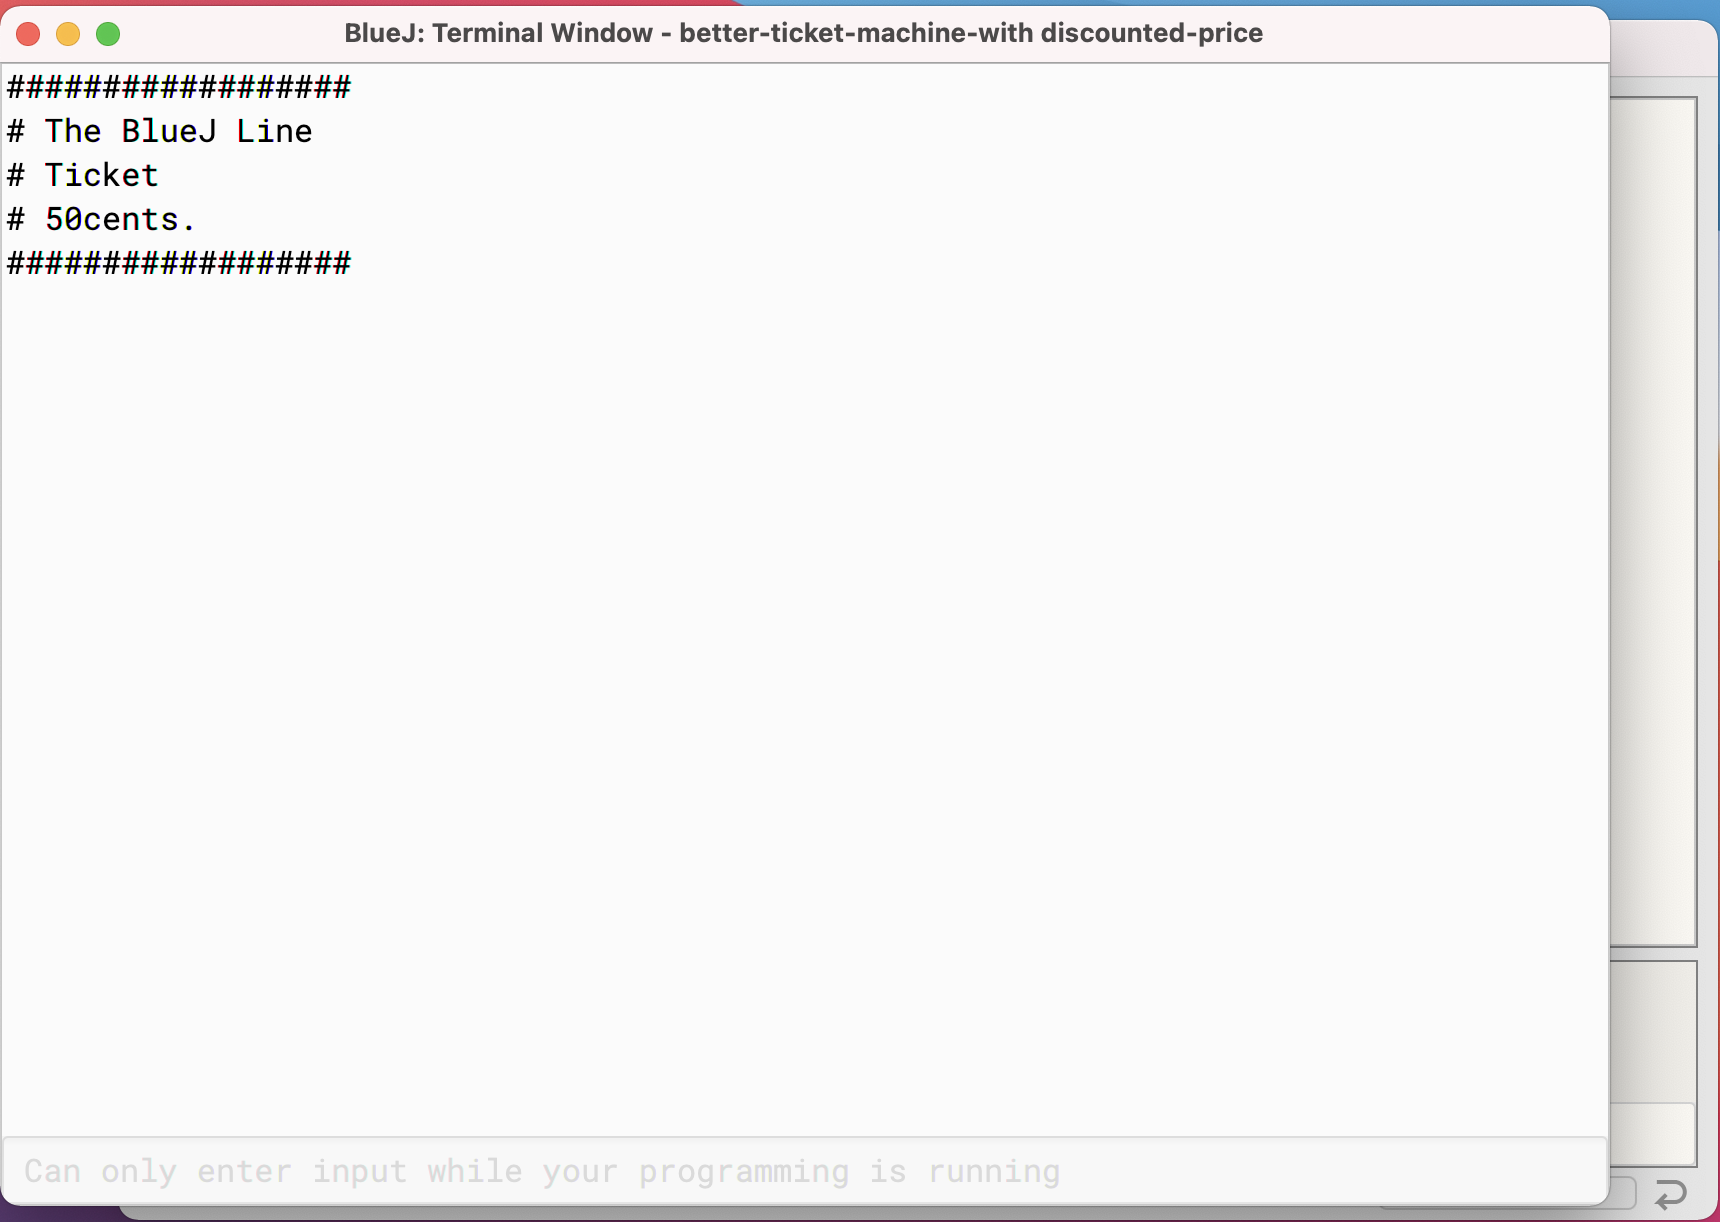 BlueJ: Terminal Window - better-ticket-machine-with discounted-price
##################
# The BlueJ Line
# Ticket
# 50cents.
##################
Can only enter input while your programming is running